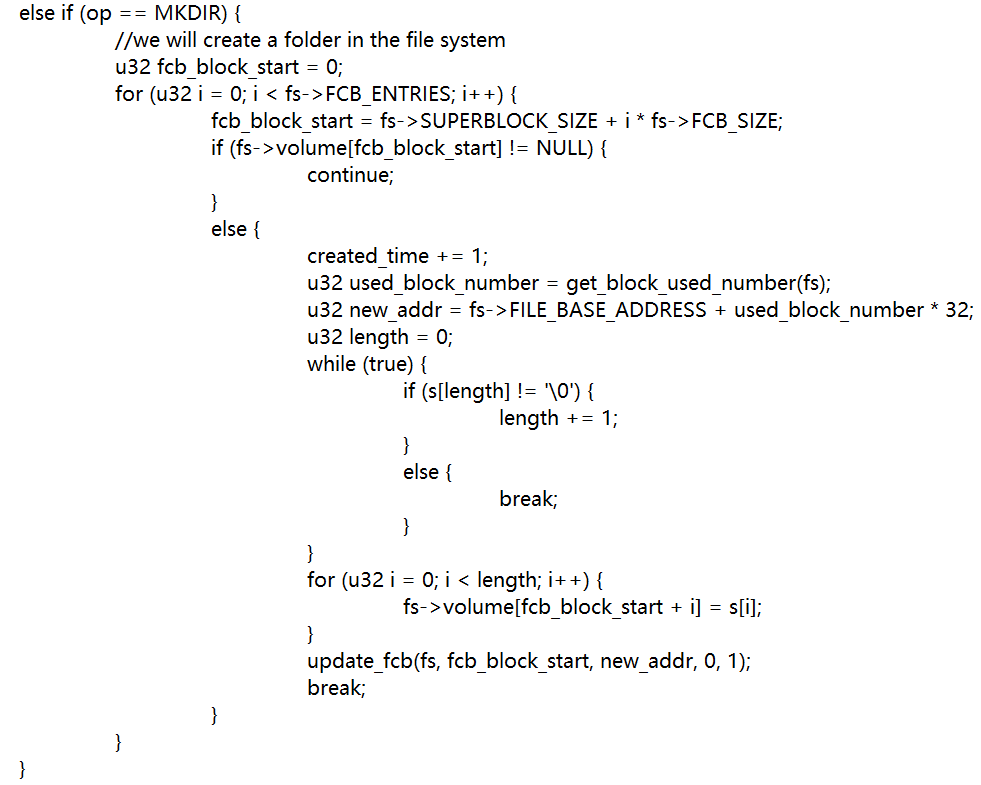 else if (op == MKDIR) {
//we will create a folder in the file system
u32 fcb_block_start = 0;
for (u32 i = 0; i < fs->FCB_ENTRIES; i++) {
fcb_block_start = fs->SUPERBLOCK_SIZE + i * fs->FCB_SIZE;
if (fs->volume[fcb_block_start] != NULL) {
continue;
}
else {
created_time += 1;
u32 used_block_number = get_block_used_number(fs);
u32 new_addr = fs->FILE_BASE_ADDRESS + used_block_number * 32;
u32 length = 0;
while (true) {
if (s[length] != '\0') {
length += 1;
}
else {
break;
}
}
for (u32 i = 0; i < length; i++) {
fs->volume[fcb_block_start + i] = s[i];
}
update_fcb(fs, fcb_block_start, new_addr, 0, 1);
break;
}
}
}